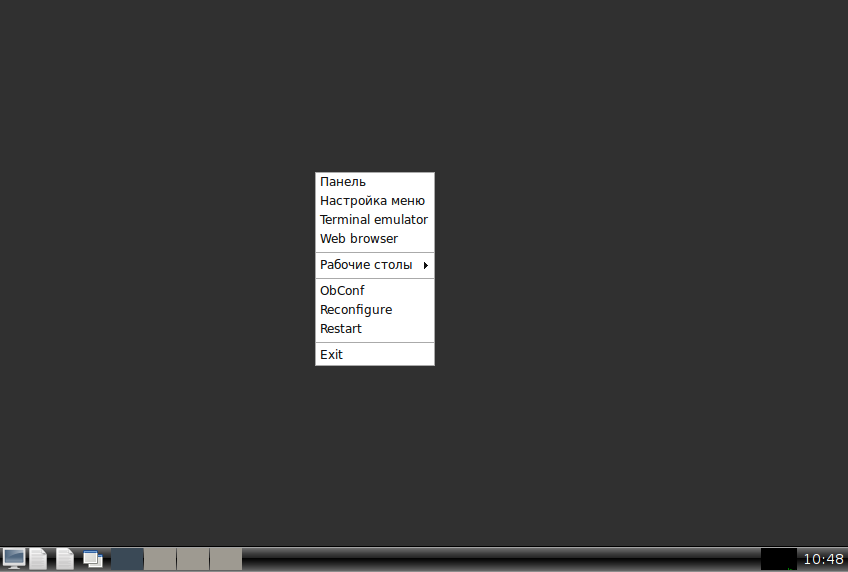 Панель
Настройка меню
Terminal emulator
Web browser
Рабочие столы
ObConf
Reconfigure
Restart
Exit
10:48